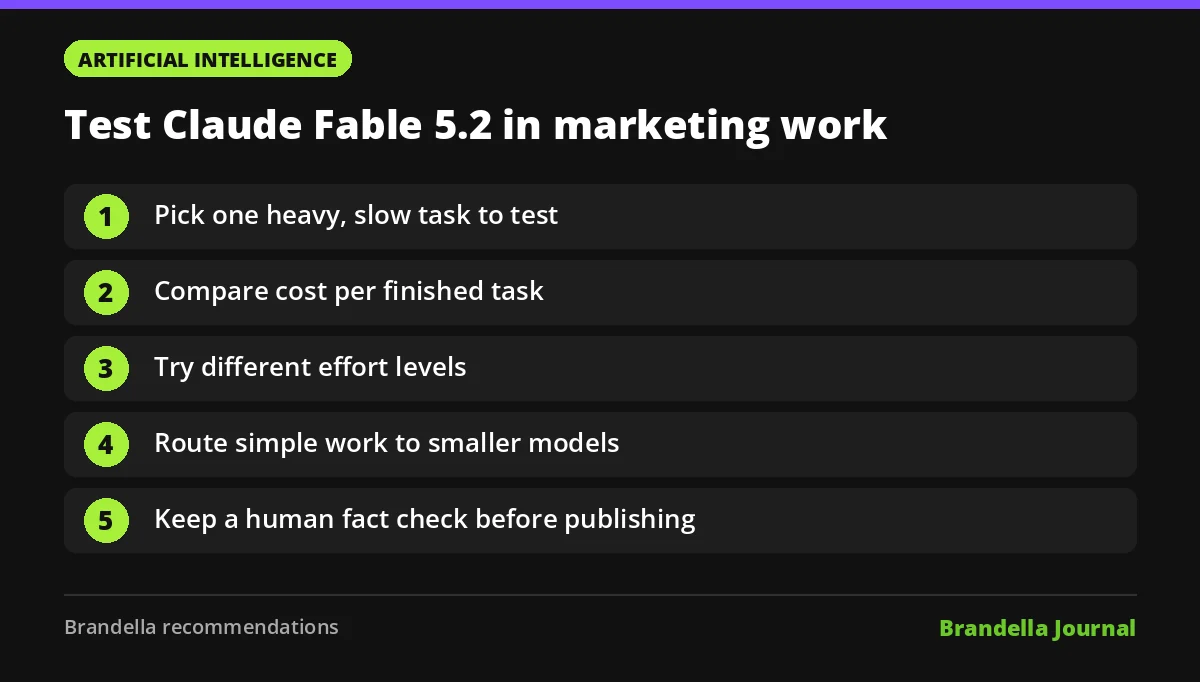 ARTIFICIAL INTELLIGENCE
Test Claude Fable 5.2 in marketing work
1 Pick one heavy, slow task to test
2 Compare cost per finished task
3 Try different effort levels
4 Route simple work to smaller models
5 Keep a human fact check before publishing
Brandella recommendations
Brandella Journal